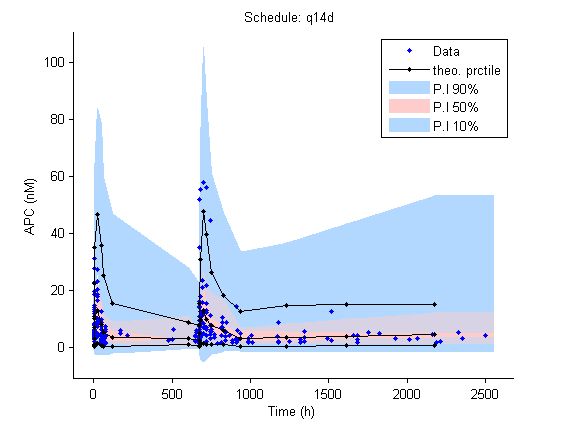 Schedule: q14d
Data
theo. prctile
P.I 90%
P.I 50%
P.I 10%
APC (nM)
100
80
60
40
20
0
0 500 1000 1500 2000 2500
Time (h)